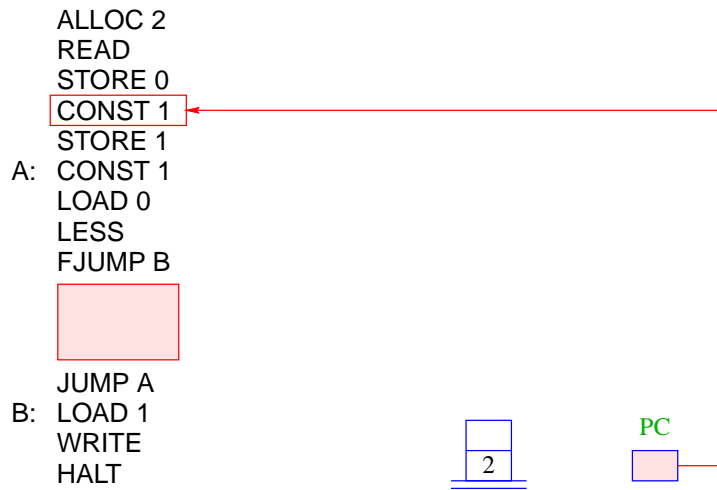 ALLOC 2
READ
STORE 0
CONST 1
STORE 1
A: CONST 1
LOAD 0
LESS
FJUMP B
JUMP A
B: LOAD 1
WRITE
HALT
PC
2